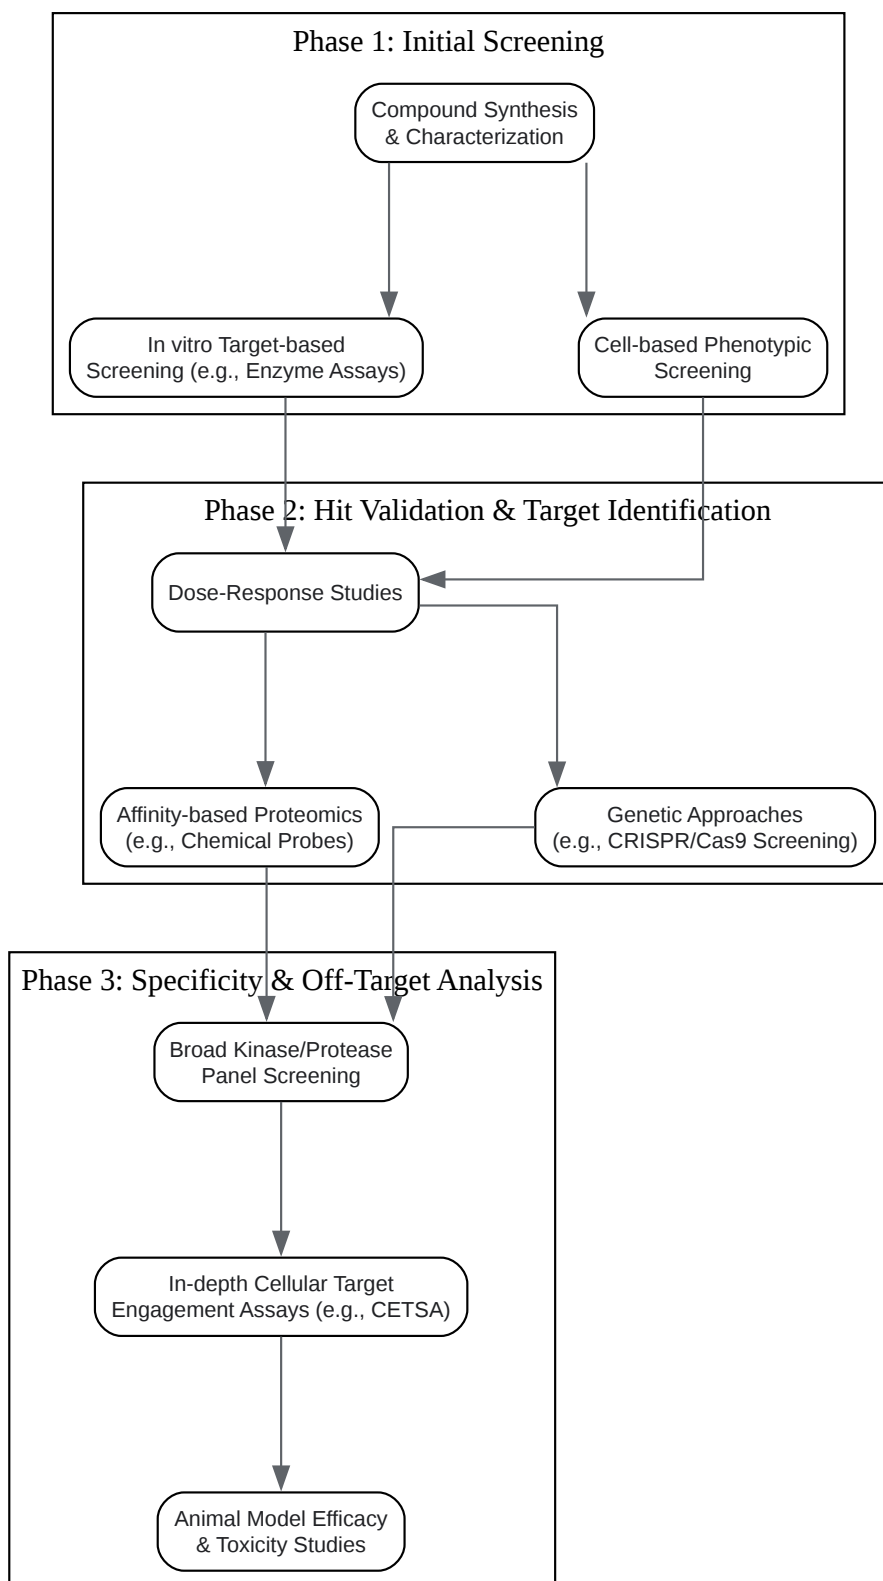 Phase 1: Initial Screening
Compound Synthesis
& Characterization
In vitro Target-based
Screening (e.g., Enzyme Assays)
Cell-based Phenotypic
Screening
Phase 2: Hit Validation & Target Identification
Dose-Response Studies
Affinity-based Proteomics
(e.g., Chemical Probes)
Genetic Approaches
(e.g., CRISPR/Cas9 Screening)
Phase 3: Specificity & Off-Target Analysis
Broad Kinase/Protease
Panel Screening
In-depth Cellular Target
Engagement Assays (e.g., CETSA)
Animal Model Efficacy
& Toxicity Studies